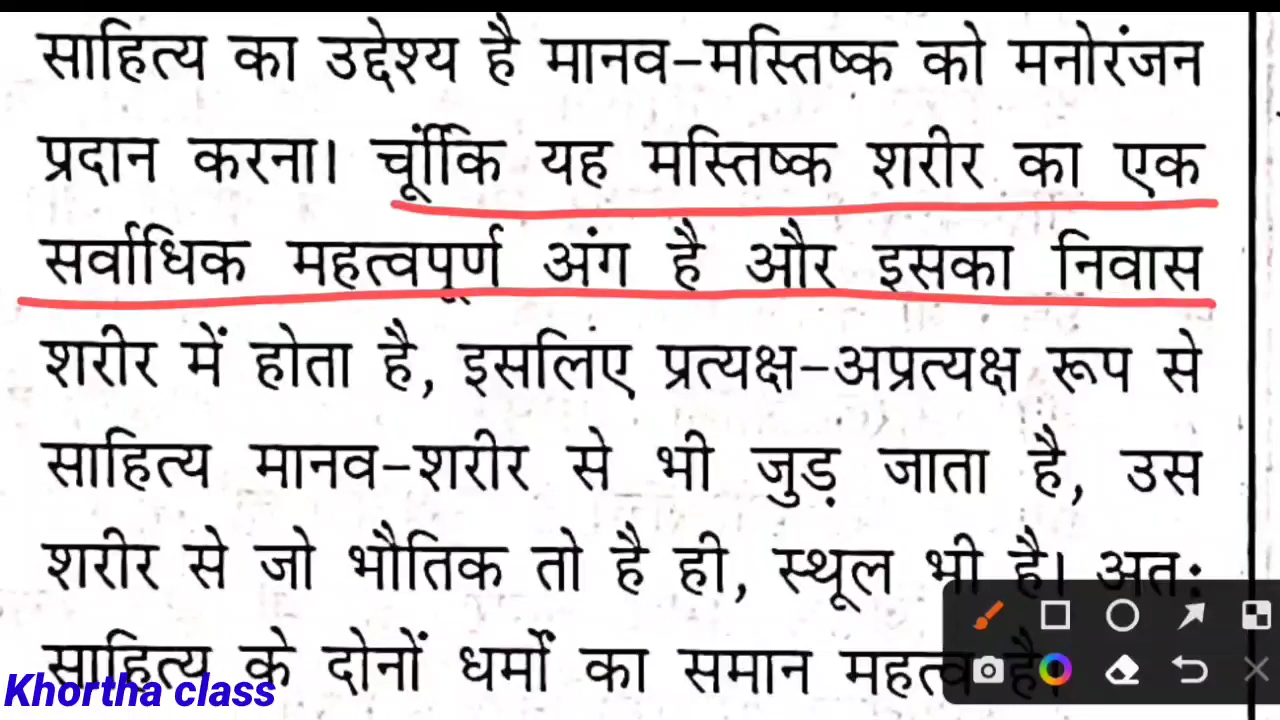 साहित्य का उद्देश्य है मानव-मस्तिष्क को मनोरंजन
प्रदान करना। चूंकि यह मस्तिष्क शरीर का एक
सर्वाधिक महत्वपूर्ण अंग है और इसका निवास
शरीर में होता है, इसलिंए प्रत्यक्ष-अप्रत्यक्ष रूप से
साहित्य मानव-शरीर से भी जुड़ जाता है, उस
शरीर से जो भौतिक तो है ही, स्थूल भी है। अतः
साहित्य के दोनों धर्मों का समान महत्व है।
Khortha class